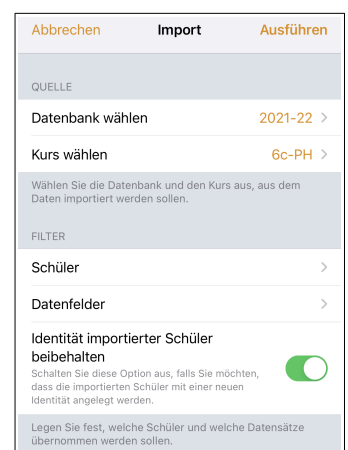 Abbrechen Import Ausführen
QUELLE
Datenbank wählen 2021-22 >
Kurs wählen 6c-PH >
Wählen Sie die Datenbank und den Kurs aus, aus dem
Daten importiert werden sollen.
FILTER
Schüler >
Datenfelder >
Identität importierter Schüler
beibehalten
Schalten Sie diese Option aus, falls Sie möchten,
dass die importierten Schüler mit einer neuen
Identität angelegt werden.
Legen Sie fest, welche Schüler und welche Datensätze
übernommen werden sollen.